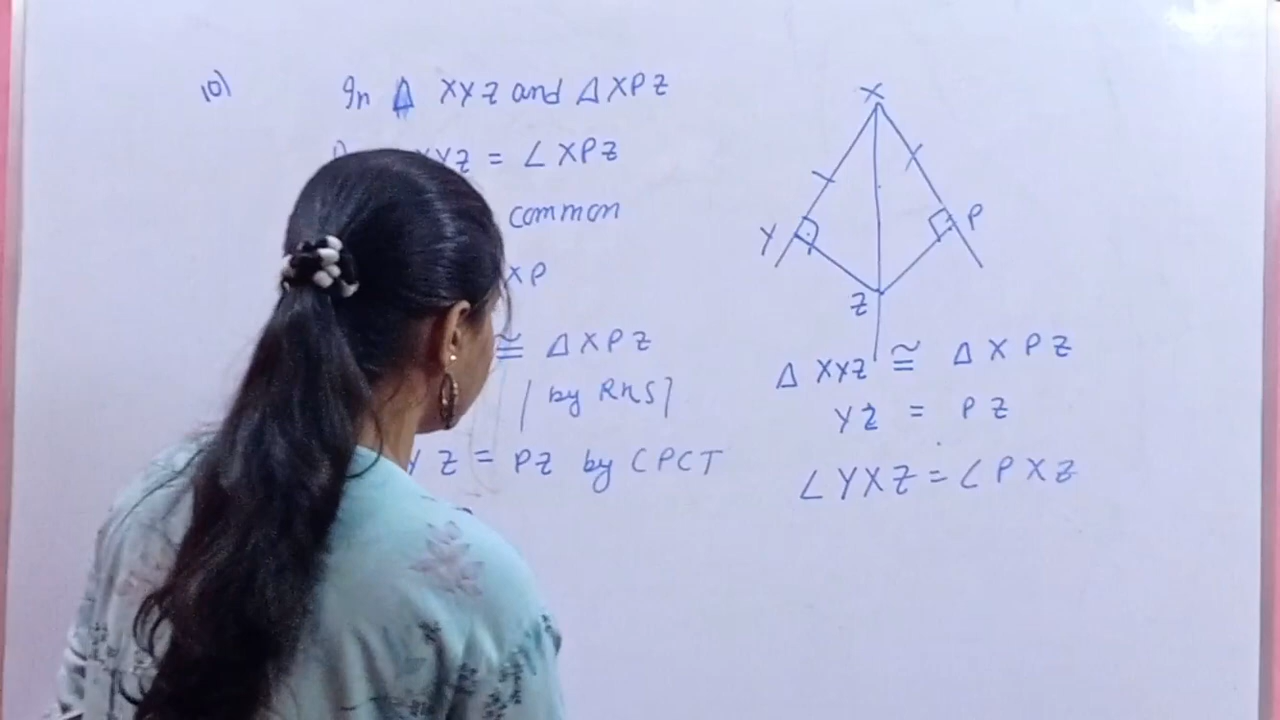 10) In Δ XYZ and Δ XPZ
XYZ = ∠ XPZ
common
XP
≅ Δ XPZ
[by RHS]
YZ = PZ by CPCT
X
Y
P
Z
Δ XYZ ≅ Δ XPZ
YZ = PZ
∠ YXZ = ∠ PXZ